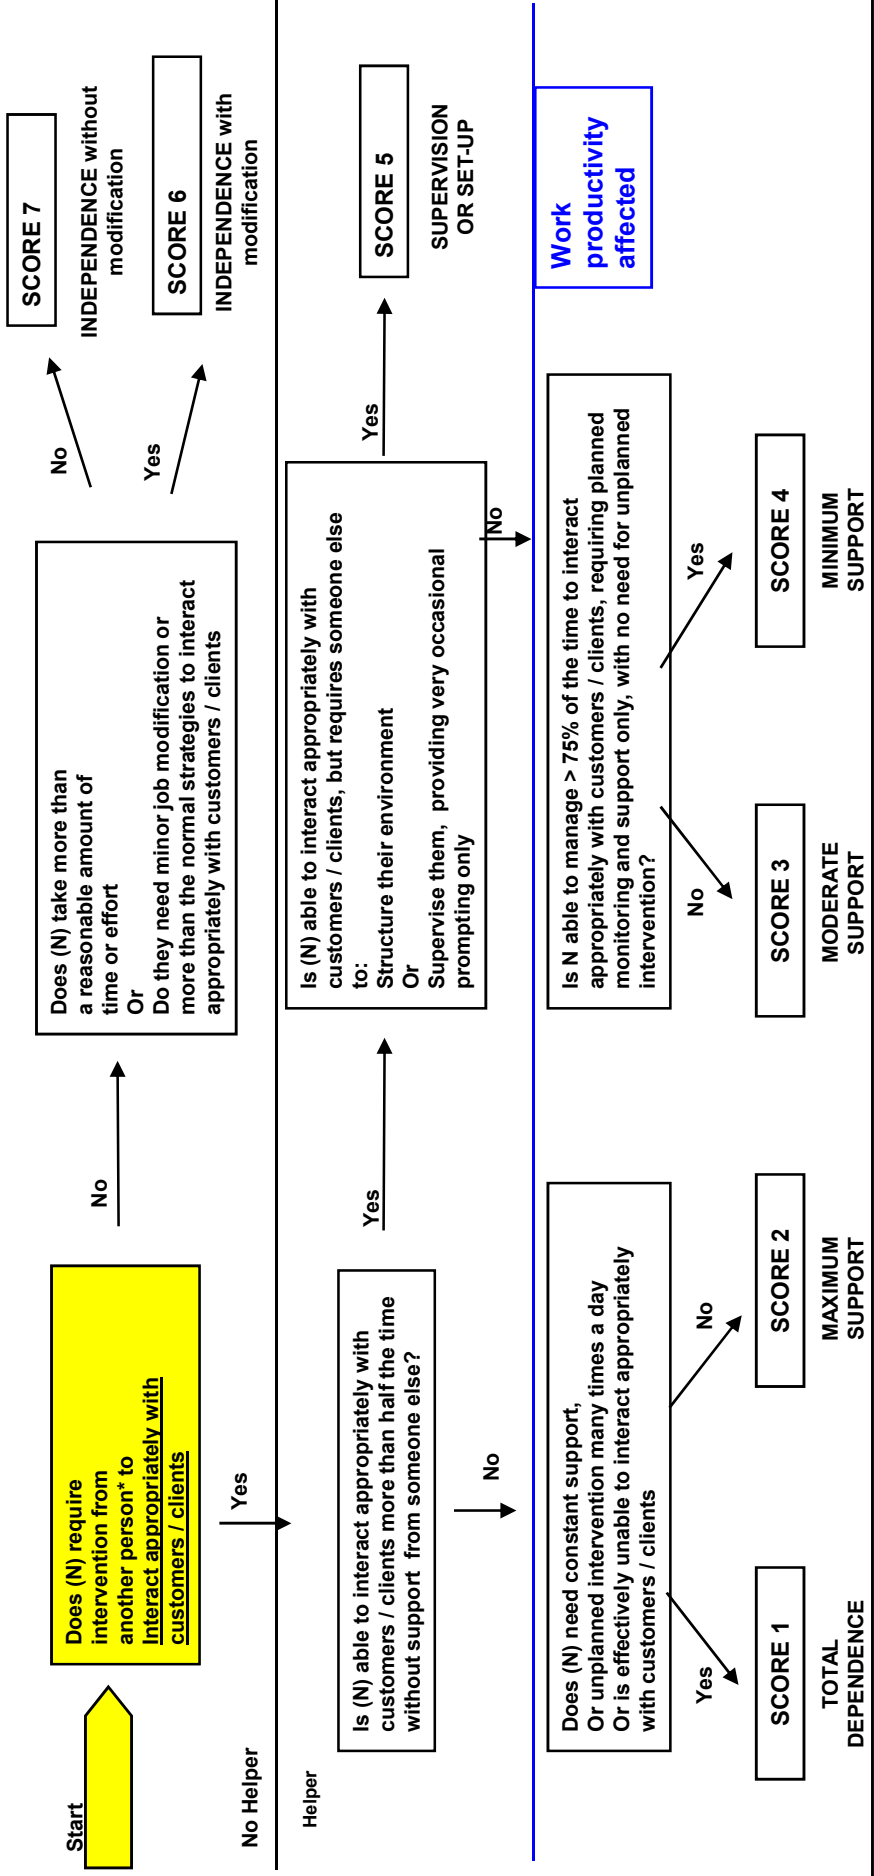 Start
Does (N) require
intervention from
another person* to
Interact appropriately with
customers / clients
No
Does (N) take more than
a reasonable amount of
time or effort
Or
Do they need minor job modification or
more than the normal strategies to interact
appropriately with customers / clients
No
SCORE 7
INDEPENDENCE without
modification
Yes
SCORE 6
INDEPENDENCE with
modification
Yes
No Helper
Helper
Is (N) able to interact appropriately with
customers / clients more than half the time
without support from someone else?
Yes
Is (N) able to interact appropriately with
customers / clients, but requires someone else
to:
Structure their environment
Or
Supervise them, providing very occasional
prompting only
Yes
SCORE 5
SUPERVISION
OR SET-UP
No
No
Work
productivity
affected
Does (N) need constant support,
Or unplanned intervention many times a day
Or is effectively unable to interact appropriately
with customers / clients
Yes
No
SCORE 1
TOTAL
DEPENDENCE
SCORE 2
MAXIMUM
SUPPORT
Is N able to manage > 75% of the time to interact
appropriately with customers / clients, requiring planned
monitoring and support only, with no need for unplanned
intervention?
No
Yes
SCORE 3
MODERATE
SUPPORT
SCORE 4
MINIMUM
SUPPORT